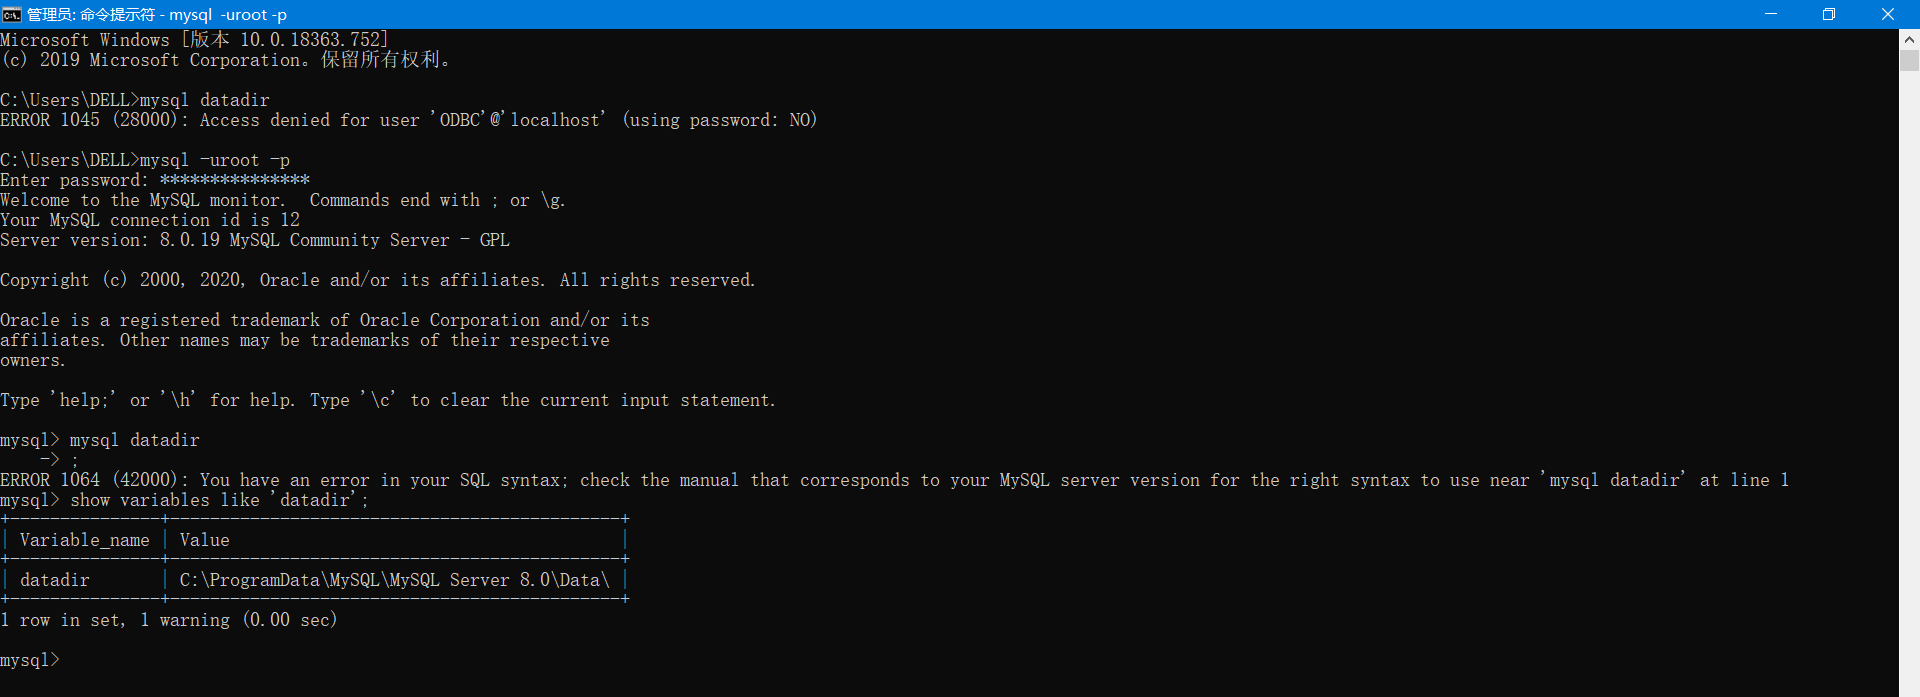 管理员: 命令提示符 - mysql  -uroot -p
Microsoft Windows [版本 10.0.18363.752]
(c) 2019 Microsoft Corporation。保留所有权利。
C:\Users\DELL>mysql datadir
ERROR 1045 (28000): Access denied for user 'ODBC'@'localhost' (using password: NO)
C:\Users\DELL>mysql -uroot -p
Enter password: ***************
Welcome to the MySQL monitor.  Commands end with ; or \g.
Your MySQL connection id is 12
Server version: 8.0.19 MySQL Community Server - GPL
Copyright (c) 2000, 2020, Oracle and/or its affiliates. All rights reserved.
Oracle is a registered trademark of Oracle Corporation and/or its
affiliates. Other names may be trademarks of their respective
owners.
Type 'help;' or '\h' for help. Type '\c' to clear the current input statement.
mysql> mysql datadir
    -> ;
ERROR 1064 (42000): You have an error in your SQL syntax; check the manual that corresponds to your MySQL server version for the right syntax to use near 'mysql datadir' at line 1
mysql> show variables like 'datadir';
+---------------+---------------------------------------------+
| Variable_name | Value                                       |
+---------------+---------------------------------------------+
| datadir       | C:\ProgramData\MySQL\MySQL Server 8.0\Data\ |
+---------------+---------------------------------------------+
1 row in set, 1 warning (0.00 sec)
mysql>